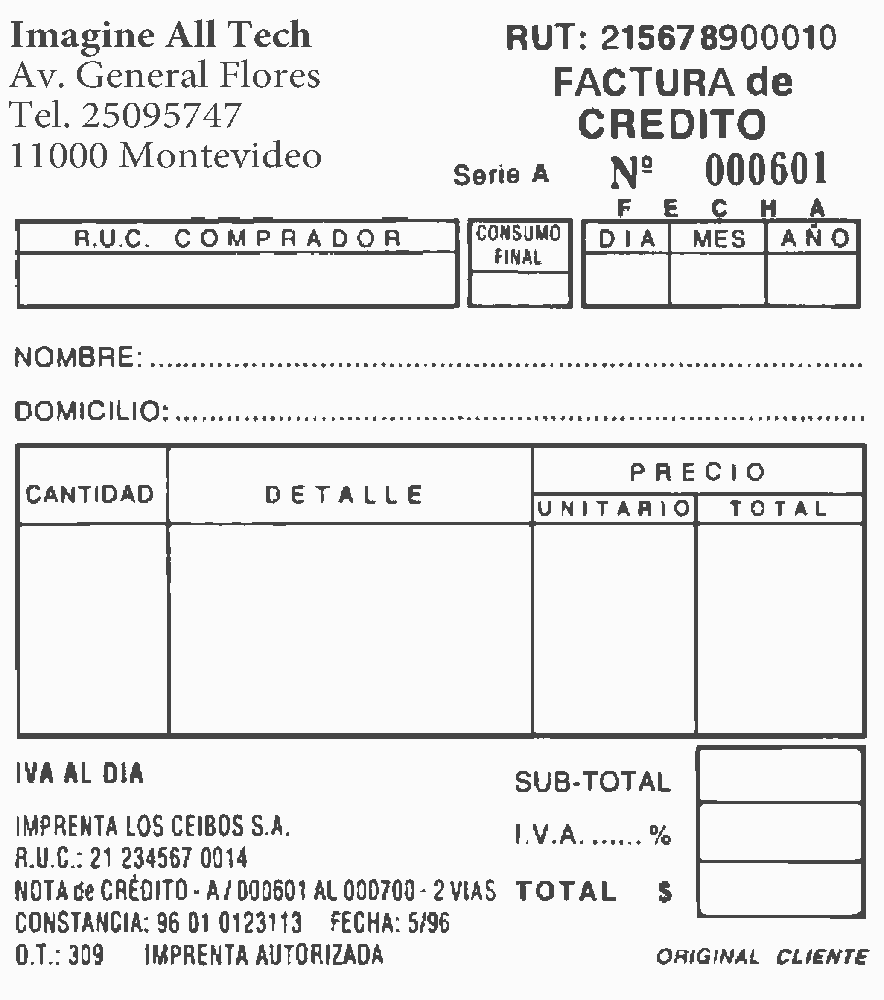 Imagine All Tech
Av. General Flores
Tel. 25095747
11000 Montevideo
RUT: 215678900010
FACTURA de
CREDITO
Serie A Nº 000601
FECHA
R.U.C. COMPRADOR
CONSUMO
FINAL
DIA MES AÑO
NOMBRE: ................................................
DOMICILIO: ................................................
CANTIDAD DETALLE PRECIO
UNITARIO TOTAL
IVA AL DIA
SUB-TOTAL
I.V.A. ...... %
TOTAL $
IMPRENTA LOS CEIBOS S.A.
R.U.C.: 21 234567 0014
NOTA de CRÉDITO - A / 000601 AL 000700 - 2 VIAS
CONSTANCIA: 96 01 0123113 FECHA: 5/96
O.T.: 309 IMPRENTA AUTORIZADA
ORIGINAL CLIENTE